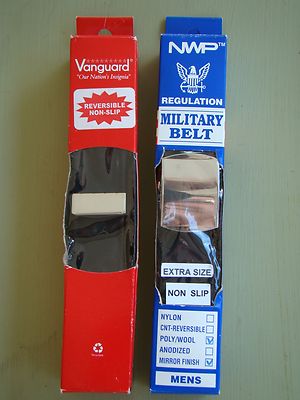 Vanguard
"Our Nation's Insignia"
REVERSIBLE
NON-SLIP
NWP™
REGULATION
MILITARY
BELT
EXTRA SIZE
NON SLIP
NYLON
CNT-REVERSIBLE
POLY/WOOL
ANODIZED
MIRROR FINISH
MENS